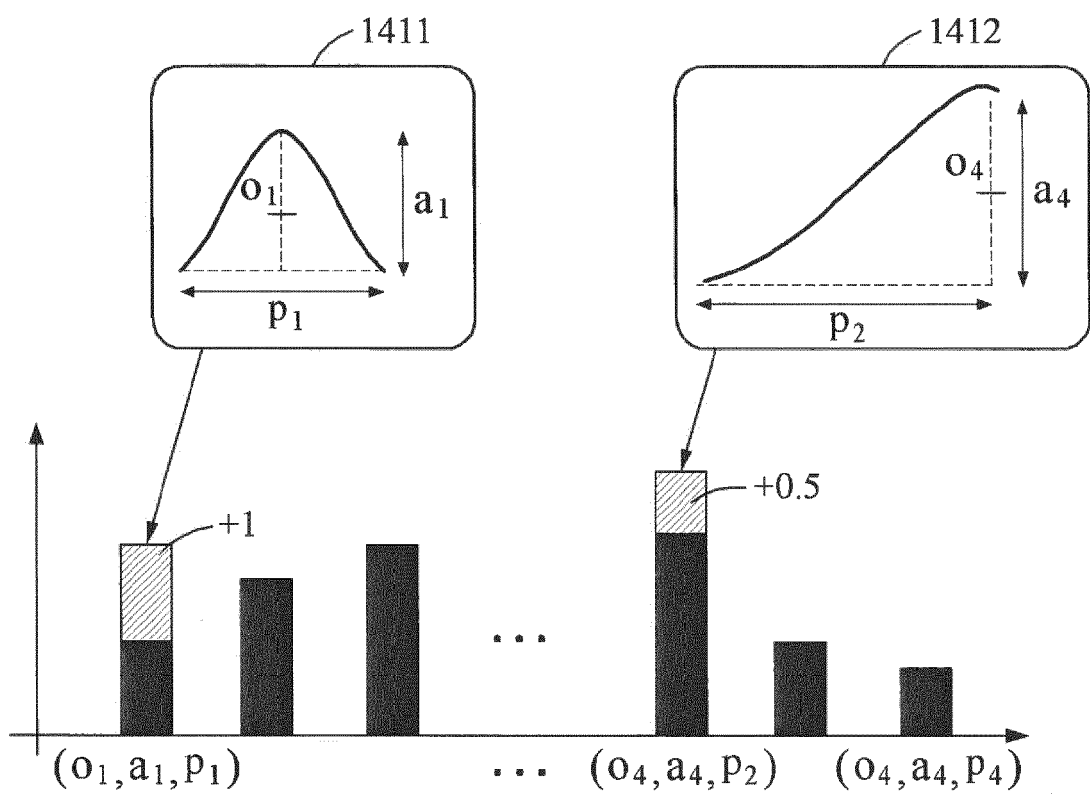 1411
1412
o₁
a₁
p₁
o₄
a₄
p₂
+1
+0.5
...
(o₁,a₁,p₁) ... (o₄,a₄,p₂) (o₄,a₄,p₄)